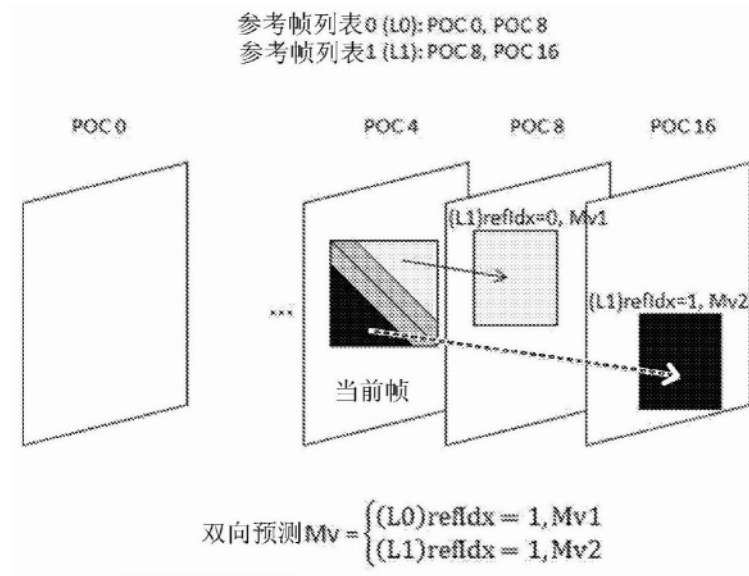 参考帧列表0 (L0): POC 0, POC 8
参考帧列表1 (L1): POC 8, POC 16
POC 0 POC 4 POC 8 POC 16
(L1)refIdx=0, Mv1
(L1)refIdx=1, Mv2
...
当前帧
双向预测Mv = {(L0)refIdx = 1, Mv1
(L1)refIdx = 1, Mv2